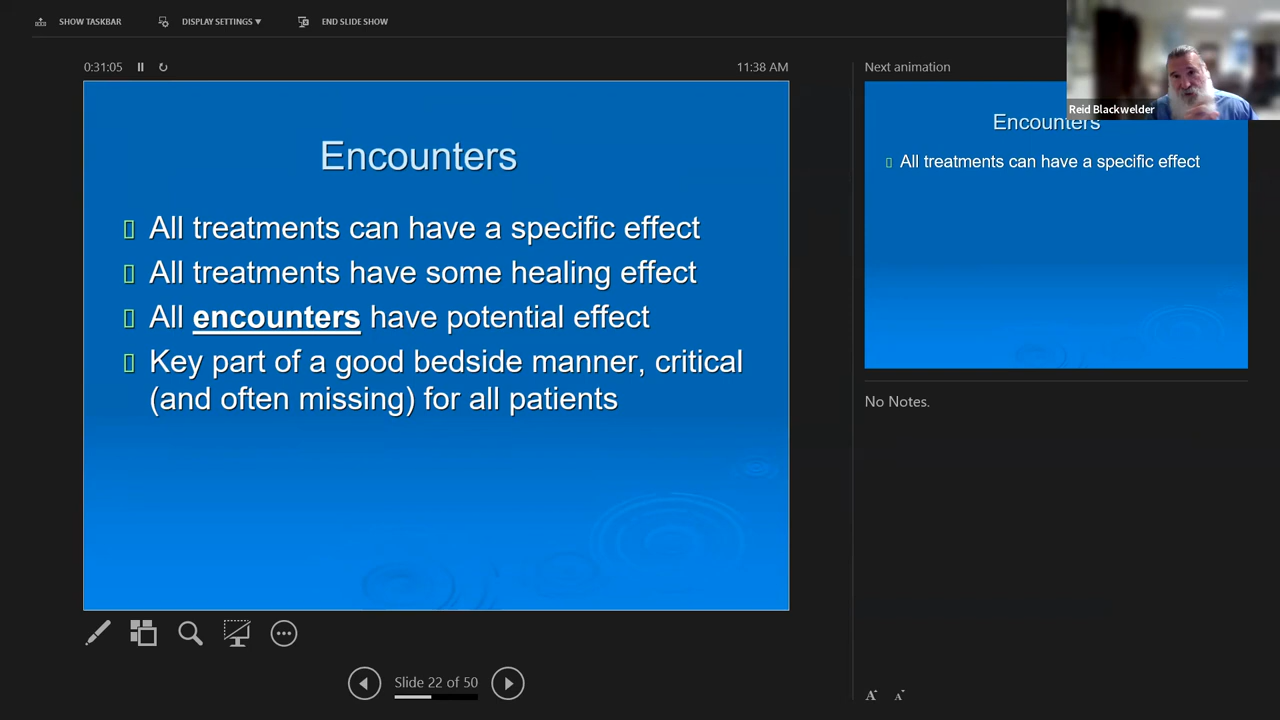 SHOW TASKBAR DISPLAY SETTINGS ▼ END SLIDE SHOW
0:31:05 11:38 AM
Encounters
All treatments can have a specific effect
All treatments have some healing effect
All encounters have potential effect
Key part of a good bedside manner, critical
(and often missing) for all patients
Slide 22 of 50
Next animation
Reid Blackwelder
Encounters
All treatments can have a specific effect
No Notes.
A A